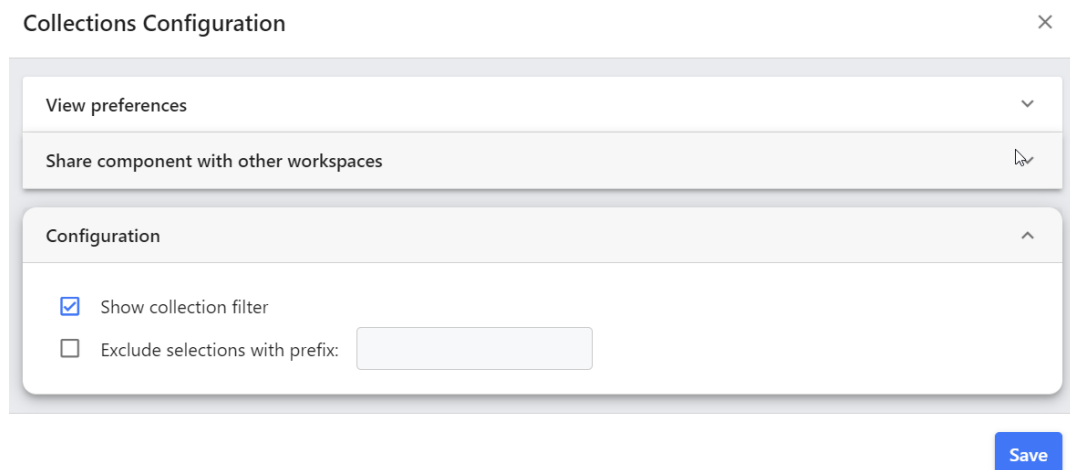 Collections Configuration
View preferences
Share component with other workspaces
Configuration
Show collection filter
Exclude selections with prefix:
Save